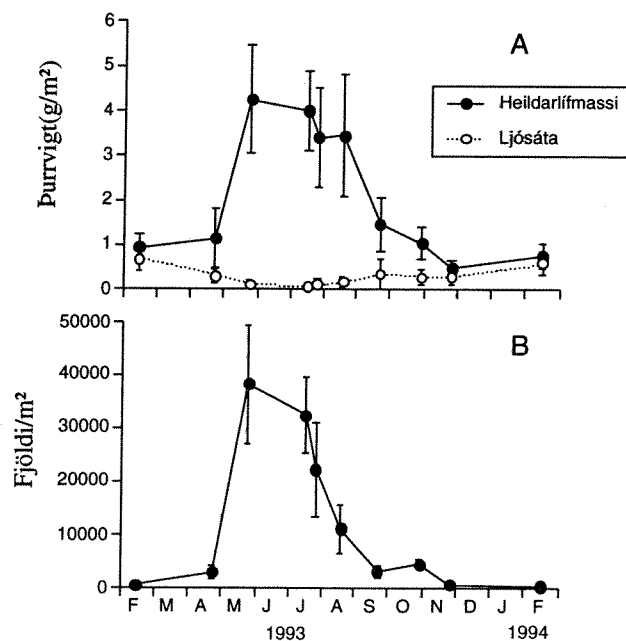 6
5
4
3
2
1
0
Þurrvigt(g/m²)
A
Heildarlífmassi
Ljósáta
50000
40000
30000
20000
10000
0
Fjöldi/m²
B
F M A M J J A S O N D J F
1993 1994